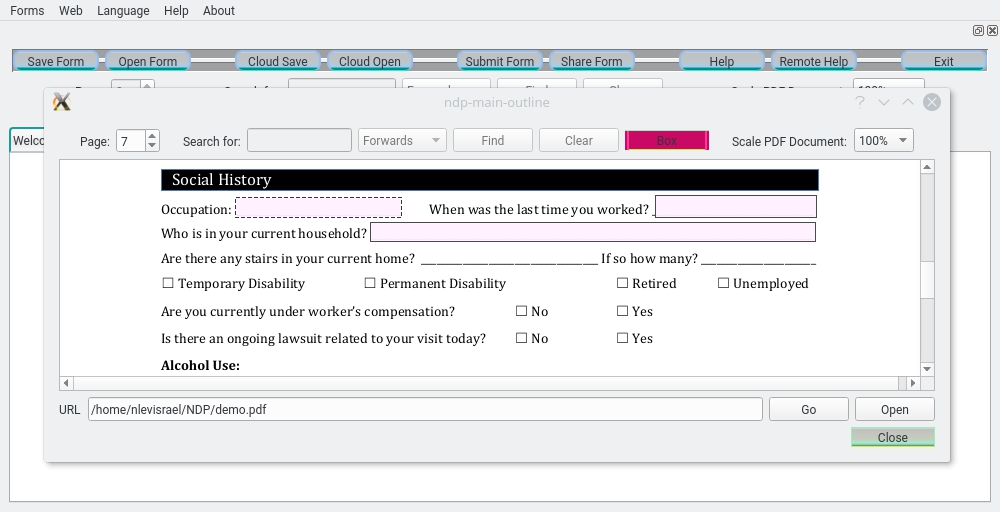 Forms Web Language Help About
Save Form Open Form Cloud Save Cloud Open Submit Form Share Form Help Remote Help Exit
ndp-main-outline
Welco
Page: 7 Search for: Forwards Find Clear Box Scale PDF Document: 100%
Social History
Occupation: When was the last time you worked? _
Who is in your current household?
Are there any stairs in your current home? ____________________________ If so how many? __________________
☐ Temporary Disability ☐ Permanent Disability ☐ Retired ☐ Unemployed
Are you currently under worker's compensation? ☐ No ☐ Yes
Is there an ongoing lawsuit related to your visit today? ☐ No ☐ Yes
Alcohol Use:
URL /home/nlevisrael/NDP/demo.pdf Go Open
Close